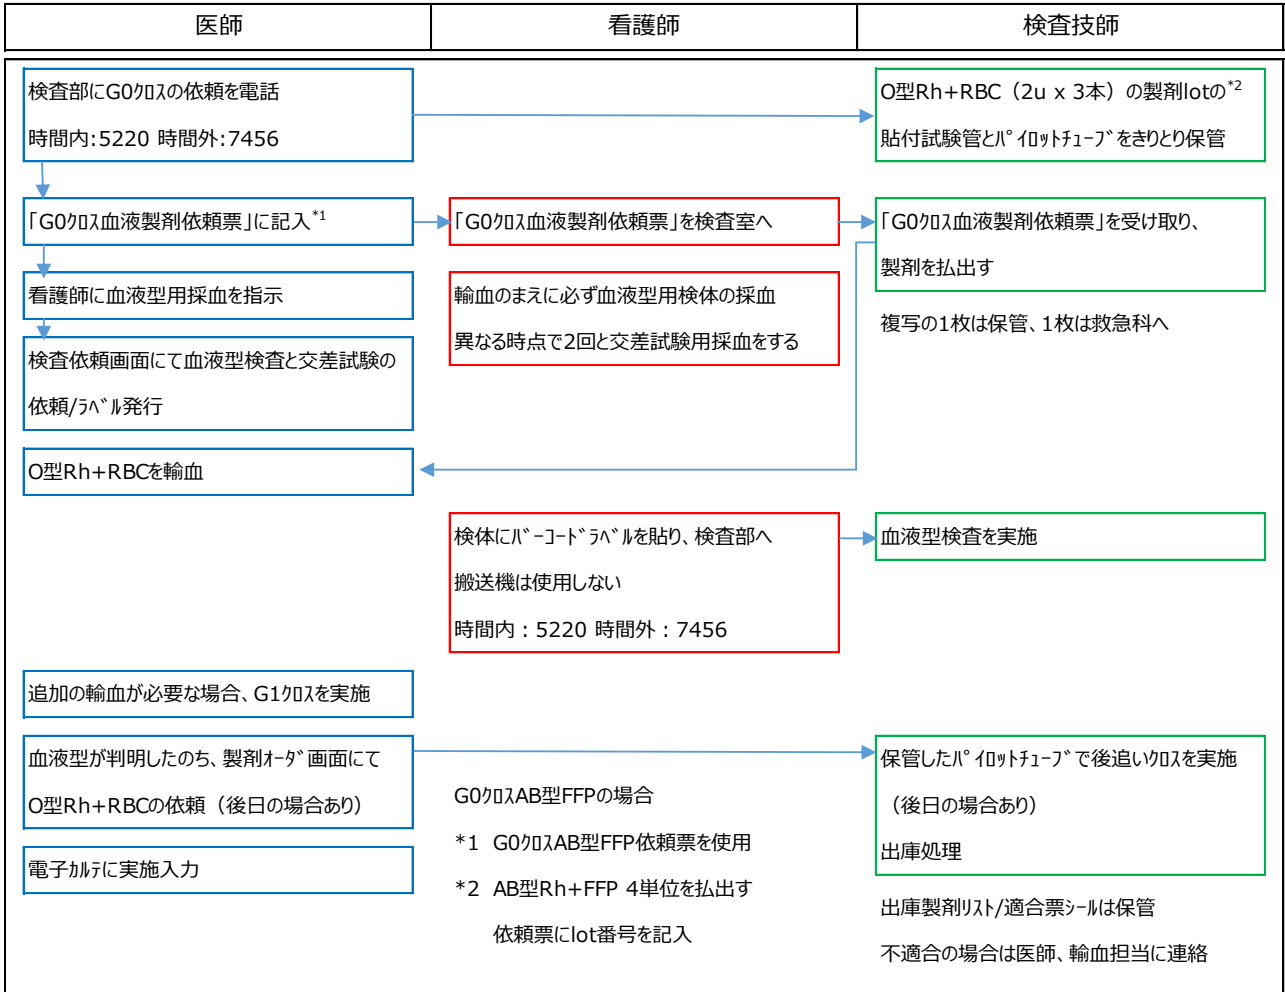 医師
看護師
検査技師
検査部にG0ｸﾛｽの依頼を電話
時間内:5220 時間外:7456
O型Rh+RBC（2u x 3本）の製剤lotの*2
貼付試験管とﾊﾟｲﾛｯﾄﾁｭｰﾌﾞをきりとり保管
「G0ｸﾛｽ血液製剤依頼票」に記入*1
「G0ｸﾛｽ血液製剤依頼票」を検査室へ
「G0ｸﾛｽ血液製剤依頼票」を受け取り、
製剤を払出す
看護師に血液型用採血を指示
輸血のまえに必ず血液型用検体の採血
異なる時点で2回と交差試験用採血をする
複写の1枚は保管、1枚は救急科へ
検査依頼画面にて血液型検査と交差試験の
依頼/ﾗﾍﾞﾙ発行
O型Rh+RBCを輸血
検体にﾊﾞｰｺｰﾄﾞﾗﾍﾞﾙを貼り、検査部へ
搬送機は使用しない
時間内：5220 時間外：7456
血液型検査を実施
追加の輸血が必要な場合、G1ｸﾛｽを実施
血液型が判明したのち、製剤ｵｰﾀﾞ画面にて
O型Rh+RBCの依頼（後日の場合あり）
保管したﾊﾟｲﾛｯﾄﾁｭｰﾌﾞで後追いｸﾛｽを実施
（後日の場合あり）
出庫処理
電子ｶﾙﾃに実施入力
G0ｸﾛｽAB型FFPの場合
*1 G0ｸﾛｽAB型FFP依頼票を使用
*2 AB型Rh+FFP 4単位を払出す
依頼票にlot番号を記入
出庫製剤リスト/適合票ｼｰﾙは保管
不適合の場合は医師、輸血担当に連絡